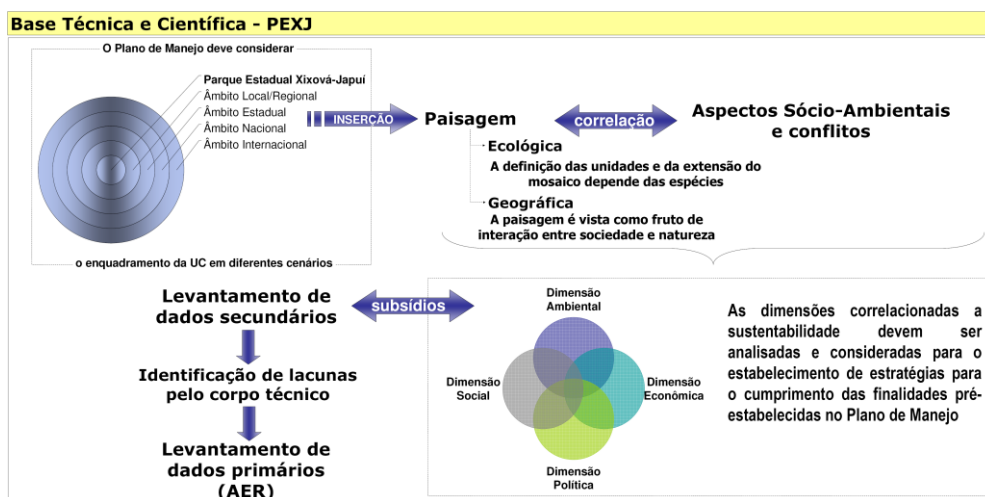 Base Técnica e Científica - PEXJ
O Plano de Manejo deve considerar
Parque Estadual Xixová-Japuí
Âmbito Local/Regional
Âmbito Estadual
Âmbito Nacional
Âmbito Internacional
o enquadramento da UC em diferentes cenários
INSERÇÃO
Paisagem
Ecológica
A definição das unidades e da extensão do
mosaico depende das espécies
Geográfica
A paisagem é vista como fruto de
interação entre sociedade e natureza
correlação
Aspectos Sócio-Ambientais
e conflitos
Levantamento de
dados secundários
subsídios
Identificação de lacunas
pelo corpo técnico
Levantamento de
dados primários
(AER)
Dimensão
Ambiental
Dimensão
Social
Dimensão
Econômica
Dimensão
Política
As dimensões correlacionadas a
sustentabilidade devem ser
analisadas e consideradas para o
estabelecimento de estratégias para
o cumprimento das finalidades pré-
estabelecidas no Plano de Manejo